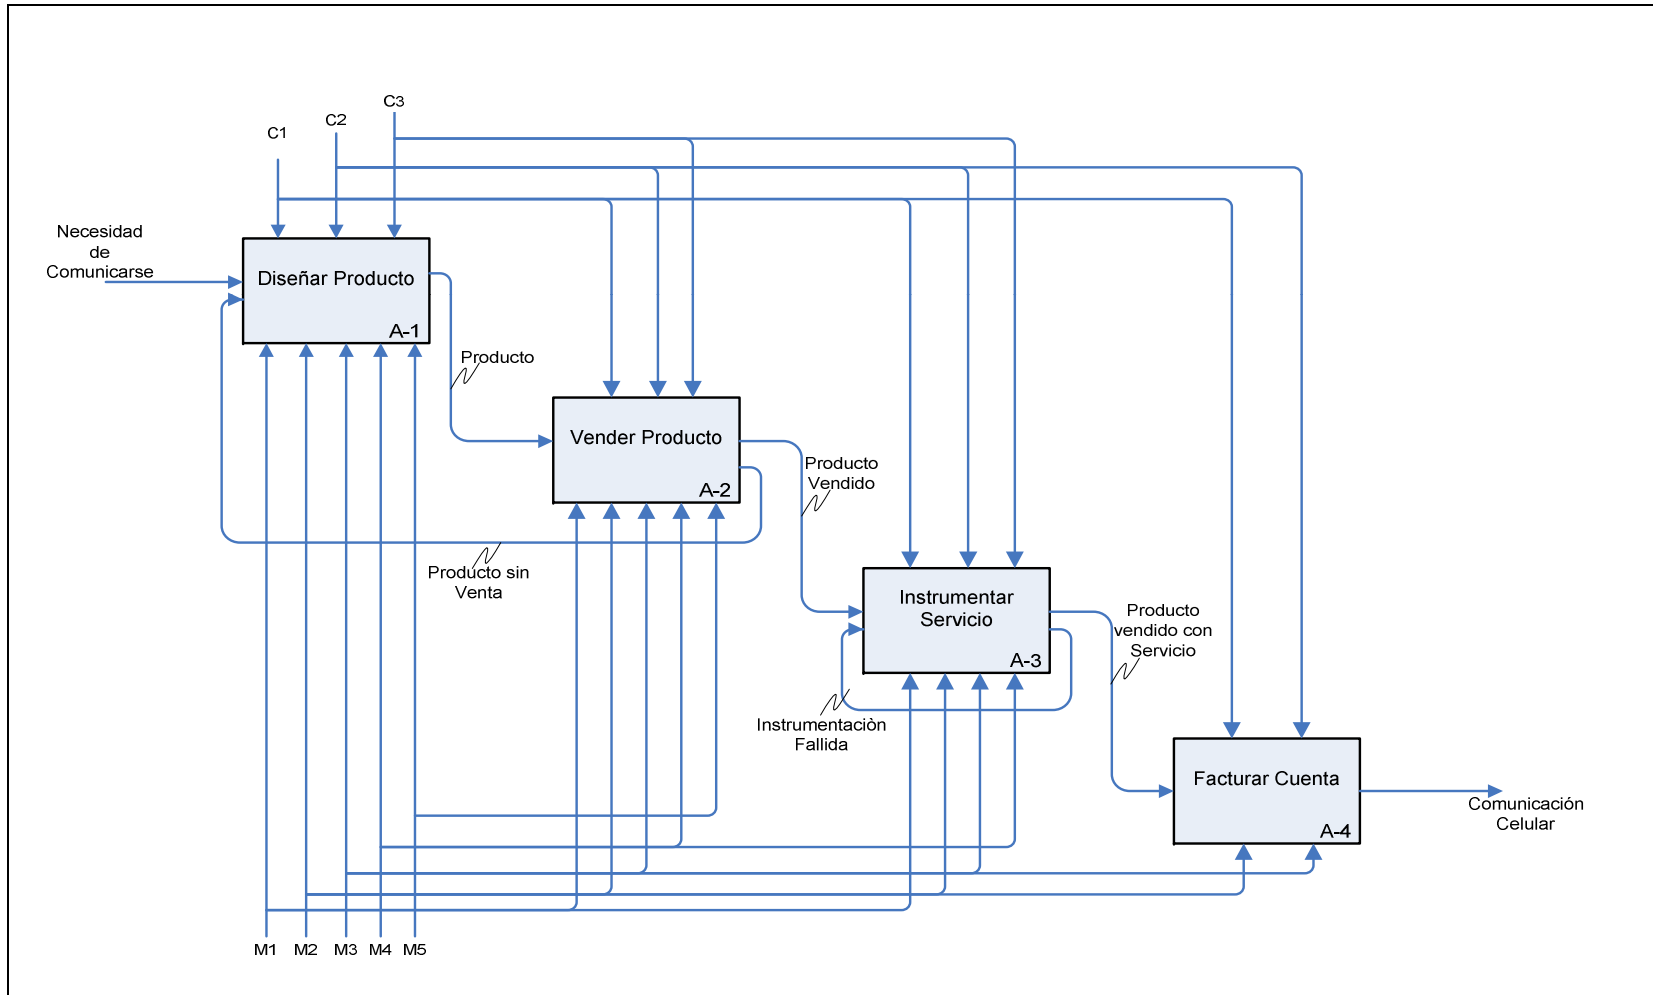 C3
C2
C1
Necesidad
de
Comunicarse
Diseñar Producto
A-1
Producto
Vender Producto
A-2
Producto
Vendido
Producto sin
Venta
Instrumentar
Servicio
A-3
Producto
vendido con
Servicio
Instrumentaciòn
Fallida
Facturar Cuenta
A-4
Comunicación
Celular
M1 M2 M3 M4 M5